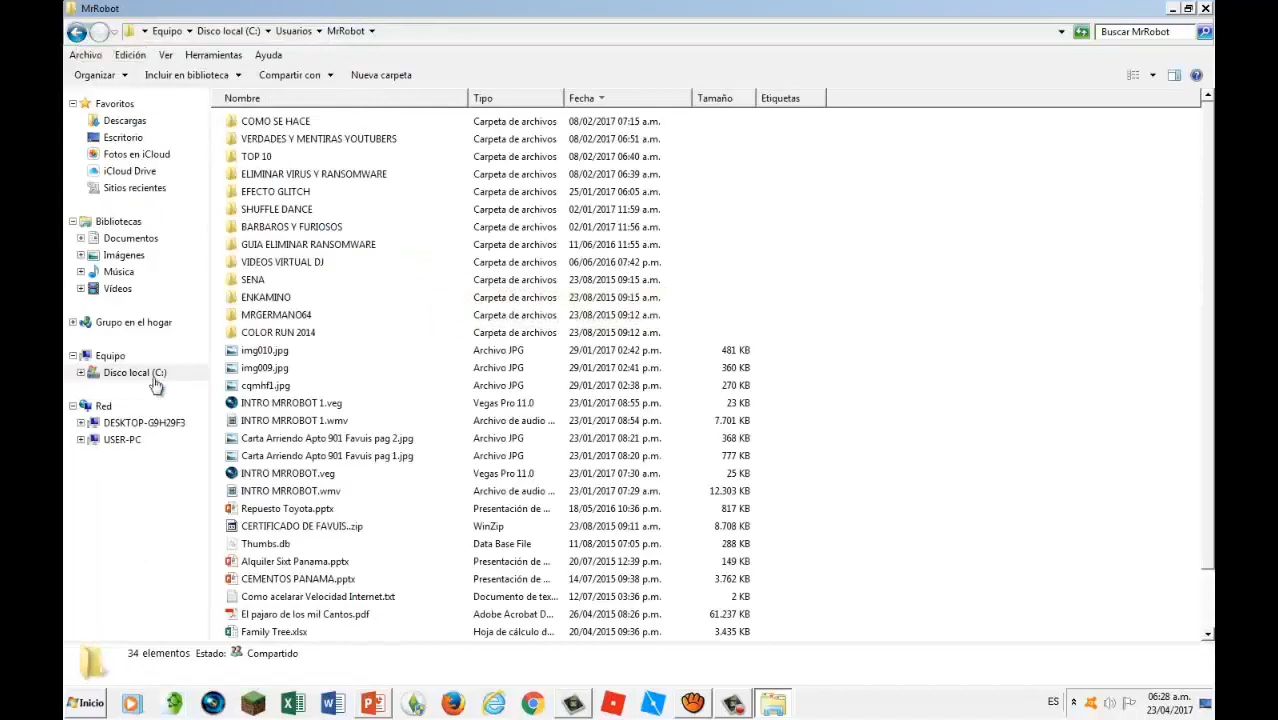 MrRobot
Equipo Disco local (C:) Usuarios MrRobot
Buscar MrRobot
Archivo Edición Ver Herramientas Ayuda
Organizar Incluir en biblioteca Compartir con Nueva carpeta
Favoritos
Descargas
Escritorio
Fotos en iCloud
iCloud Drive
Sitios recientes
Bibliotecas
Documentos
Imágenes
Música
Vídeos
Grupo en el hogar
Equipo
Disco local (C:)
Red
DESKTOP-G9H29F3
USER-PC
Nombre Tipo Fecha Tamaño Etiquetas
COMO SE HACE Carpeta de archivos 08/02/2017 07:15 a.m.
VERDADES Y MENTIRAS YOUTUBERS Carpeta de archivos 08/02/2017 06:51 a.m.
TOP 10 Carpeta de archivos 08/02/2017 06:40 a.m.
ELIMINAR VIRUS Y RANSOMWARE Carpeta de archivos 08/02/2017 06:39 a.m.
EFECTO GLITCH Carpeta de archivos 25/01/2017 06:05 a.m.
SHUFFLE DANCE Carpeta de archivos 02/01/2017 11:59 a.m.
BARBAROS Y FURIOSOS Carpeta de archivos 02/01/2017 11:56 a.m.
GUIA ELIMINAR RANSOMWARE Carpeta de archivos 11/06/2016 11:55 a.m.
VIDEOS VIRTUAL DJ Carpeta de archivos 06/06/2016 07:42 p.m.
SENA Carpeta de archivos 23/08/2015 09:15 a.m.
ENKAMINO Carpeta de archivos 23/08/2015 09:15 a.m.
MRGERMANO64 Carpeta de archivos 23/08/2015 09:12 a.m.
COLOR RUN 2014 Carpeta de archivos 23/08/2015 09:12 a.m.
img010.jpg Archivo JPG 29/01/2017 02:42 p.m. 481 KB
img009.jpg Archivo JPG 29/01/2017 02:41 p.m. 360 KB
cqmhf1.jpg Archivo JPG 29/01/2017 02:38 p.m. 270 KB
INTRO MRROBOT 1.veg Vegas Pro 11.0 23/01/2017 08:55 p.m. 23 KB
INTRO MRROBOT 1.wmv Archivo de audio ... 23/01/2017 08:54 p.m. 7.701 KB
Carta Arriendo Apto 901 Favuis pag 2.jpg Archivo JPG 23/01/2017 08:21 p.m. 368 KB
Carta Arriendo Apto 901 Favuis pag 1.jpg Archivo JPG 23/01/2017 08:20 p.m. 777 KB
INTRO MRROBOT.veg Vegas Pro 11.0 23/01/2017 07:30 a.m. 25 KB
INTRO MRROBOT.wmv Archivo de audio ... 23/01/2017 07:29 a.m. 12.303 KB
Repuesto Toyota.pptx Presentación de ... 18/05/2016 10:36 p.m. 817 KB
CERTIFICADO DE FAVUIS..zip WinZip 23/08/2015 09:11 a.m. 8.708 KB
Thumbs.db Data Base File 11/08/2015 07:05 p.m. 288 KB
Alquiler Sixt Panama.pptx Presentación de ... 20/07/2015 12:39 p.m. 149 KB
CEMENTOS PANAMA.pptx Presentación de ... 14/07/2015 09:38 p.m. 3.762 KB
Como acelarar Velocidad Internet.txt Documento de tex... 12/07/2015 03:36 p.m. 2 KB
El pajaro de los mil Cantos.pdf Adobe Acrobat D... 26/04/2015 08:26 p.m. 61.237 KB
Family Tree.xlsx Hoja de cálculo d... 20/04/2015 09:36 p.m. 3.435 KB
34 elementos Estado: Compartido
Inicio
ES
06:28 a.m.
23/04/2017